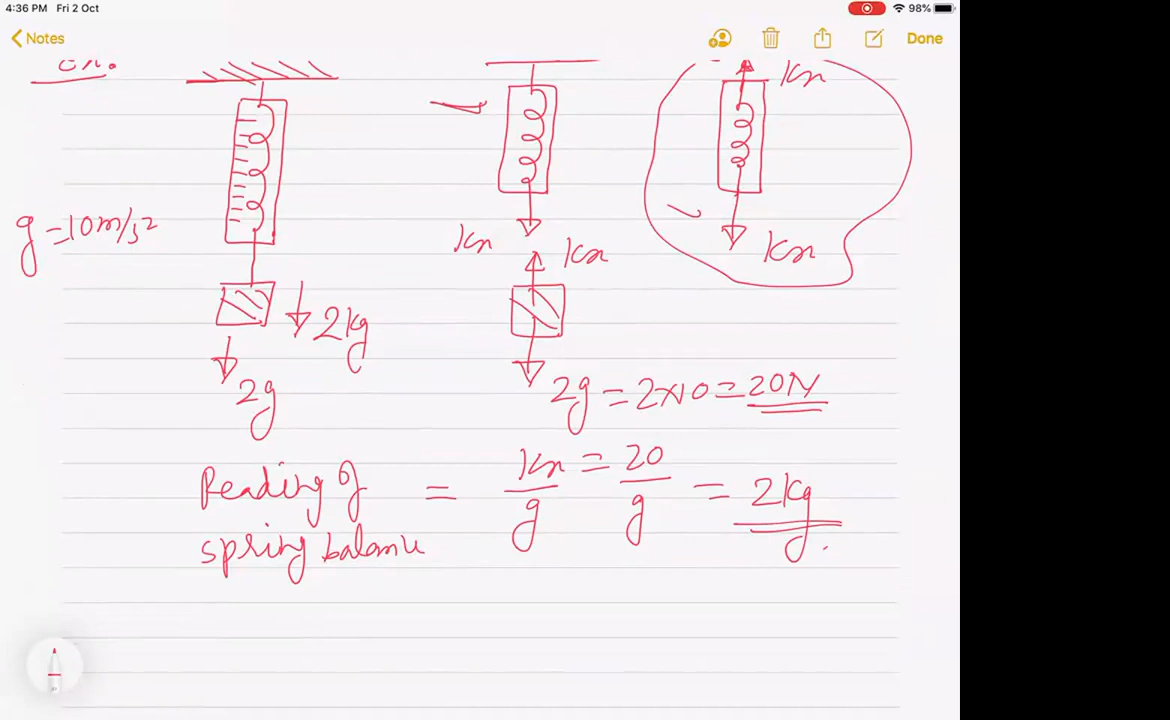 4:36 PM Fri 2 Oct
98%
Notes
Done
Ex.
kx
g=10m/s²
kx
kx
kx
2kg
2g
2g=2×10=20N
Reading of = kx/g = 20/g = 2kg
spring balance